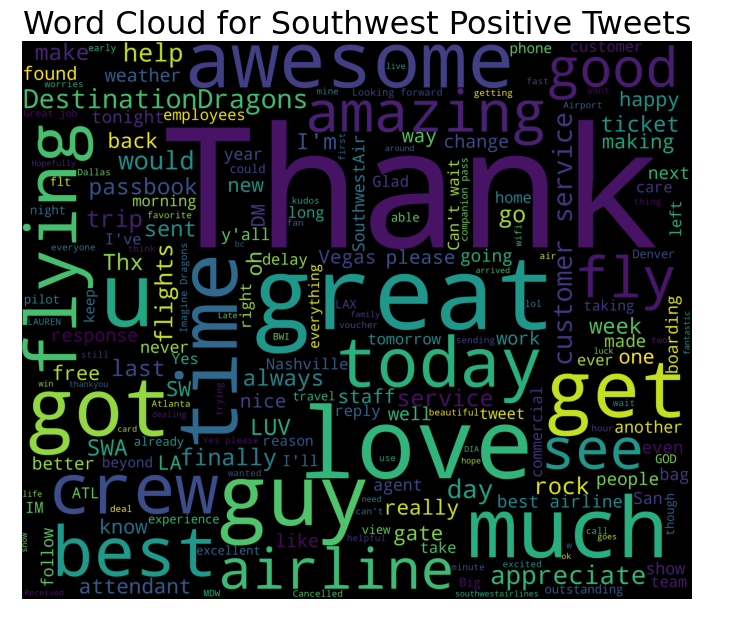 Word Cloud for Southwest Positive Tweets
make early help awesome phone customer good
found worries weather live Looking forward getting fast want
DestinationDragons amazing Airport happy
Great job tonight employees mine ticket
flying back I'm first way change making
Hopefully Dallas would Thank year could SouthwestAir around Can't wait companion pass customer service next
flt passbook new Glad home care
night morning DM long kudos able go wifi thing left
trip favorite sent fan
everyone I've think y'all bc air Denver
Thx flights Imagine Dragons oh delay Vegas please going fly
pilot keep u time right everything great arrived taking
LAUREN Late LAX family lol boarding fantastic
response BWI voucher week
never tomorrow sending work made two
still Yes Nashville today luck ever one
last always
free SW nice travel staff service get wait
win thankyou trying
got Atlanta reply well beautiful tweet hour another
card dealing LUV love commercial
SWA already Yes please reason DIA see even
better beyond LA finally I'll use hope GOD
life crew wanted agent people bag
ATL guy need day rock San
IM deal really best airline though
know experience can't like view gate call much
follow best excellent helpful take excited w ok goes
show attendant airline minute appreciate show
Received MDW Cancelled Big southwestairlines outstanding team